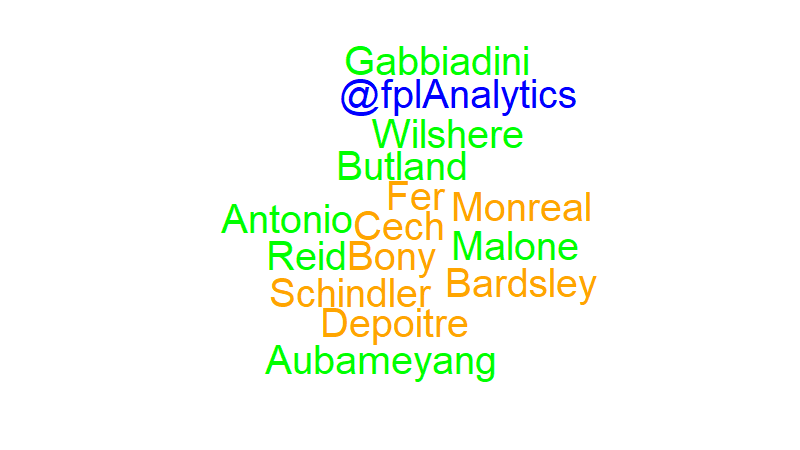 Gabbiadini
@fplAnalytics
Wilshere
Butland
Fer
Monreal
Antonio
Cech
Malone
Reid
Bony
Bardsley
Schindler
Depoitre
Aubameyang